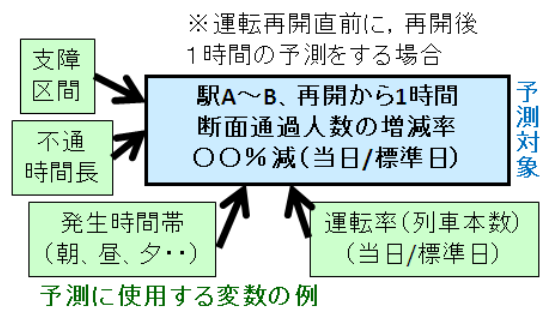 ※運転再開直前に，再開後
１時間の予測をする場合
支障
区間
駅A～B、再開から1時間
断面通過人数の増減率
〇〇％減（当日/標準日）
予測対象
不通
時間長
発生時間帯
（朝、昼、夕・・）
運転率（列車本数）
（当日/標準日）
予測に使用する変数の例